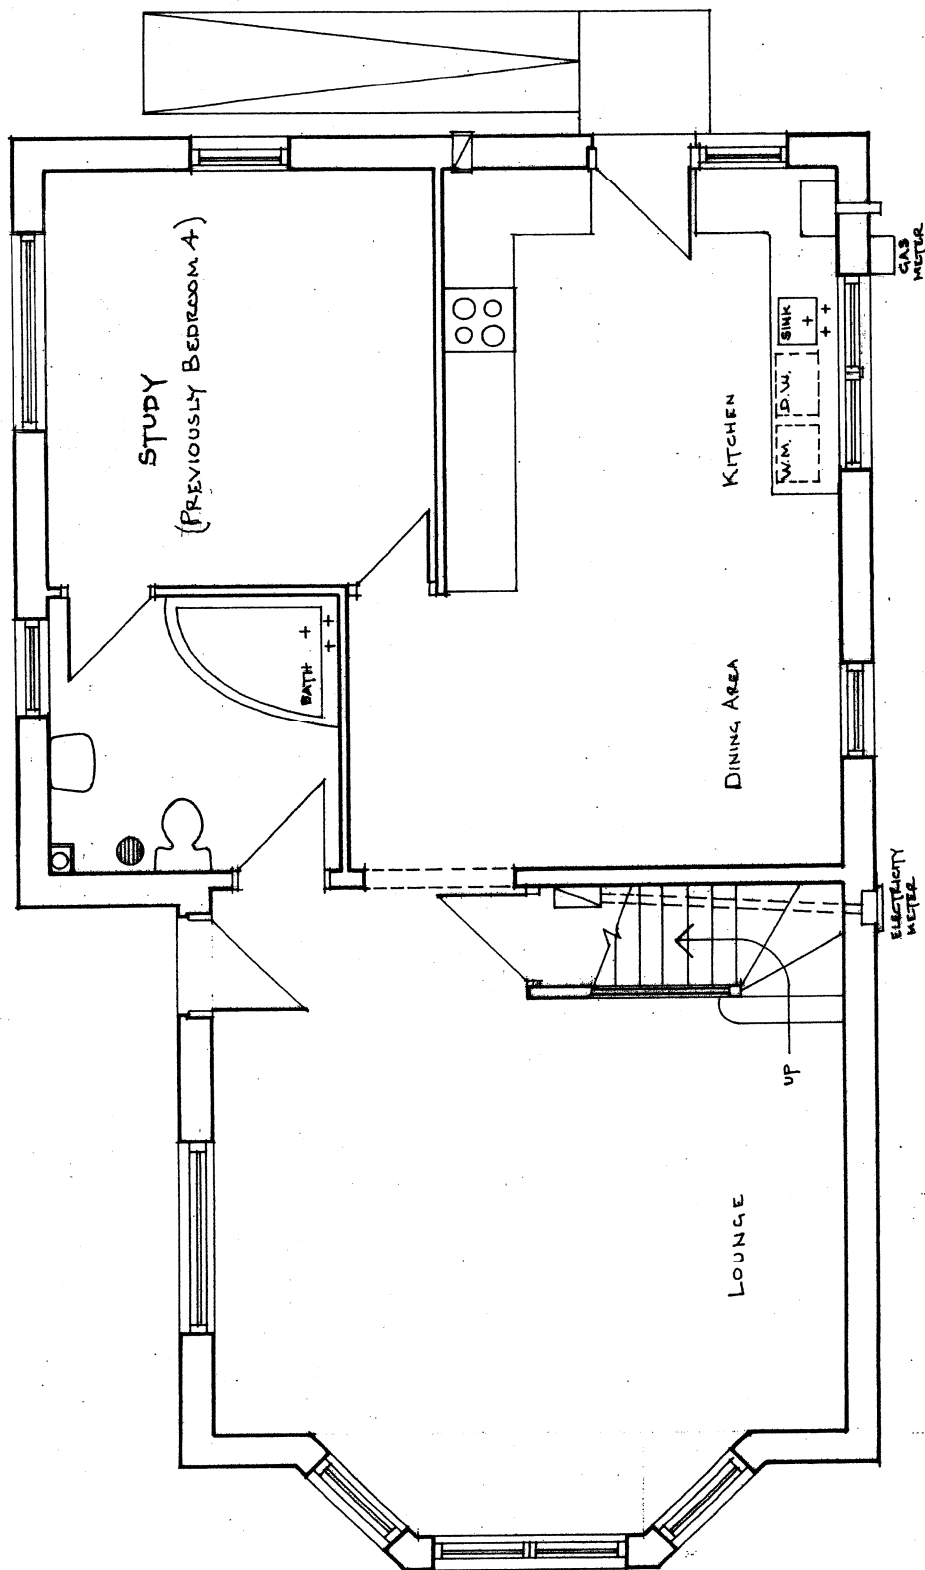 STUDY
(PREVIOUSLY BEDROOM 4)
KITCHEN
SINK
D.W.
W.M.
GAS
METER
BATH
DINING AREA
ELECTRICITY
METER
UP
LOUNGE